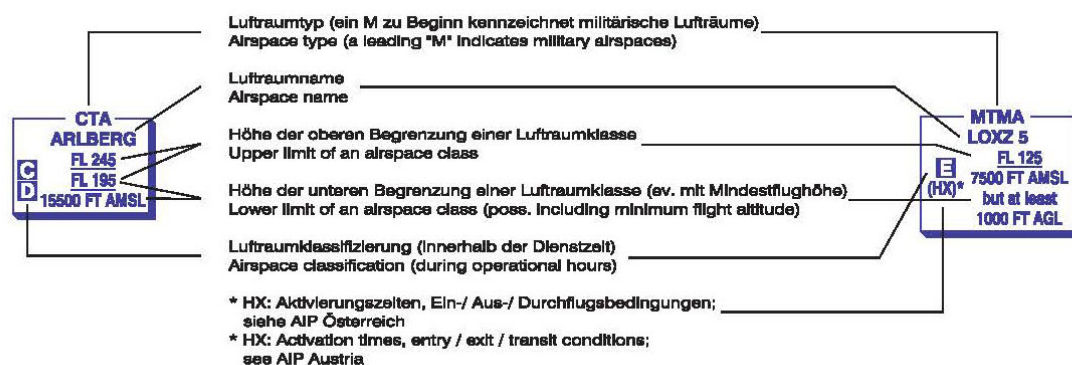 Luftraumtyp (ein M zu Beginn kennzeichnet militärische Lufträume)
Airspace type (a leading "M" indicates military airspaces)
Luftraumname
Airspace name
CTA
ARLBERG
FL 245
C
FL 195
D
15500 FT AMSL
Höhe der oberen Begrenzung einer Luftraumklasse
Upper limit of an airspace class
Höhe der unteren Begrenzung einer Luftraumklasse (ev. mit Mindestflughöhe)
Lower limit of an airspace class (poss. including minimum flight altitude)
MTMA
LOXZ 5
FL 125
E
7500 FT AMSL
(HX)*
but at least
1000 FT AGL
Luftraumklassifizierung (innerhalb der Dienstzeit)
Airspace classification (during operational hours)
* HX: Aktivierungszeiten, Ein-/ Aus-/ Durchflugsbedingungen;
siehe AIP Österreich
* HX: Activation times, entry / exit / transit conditions;
see AIP Austria